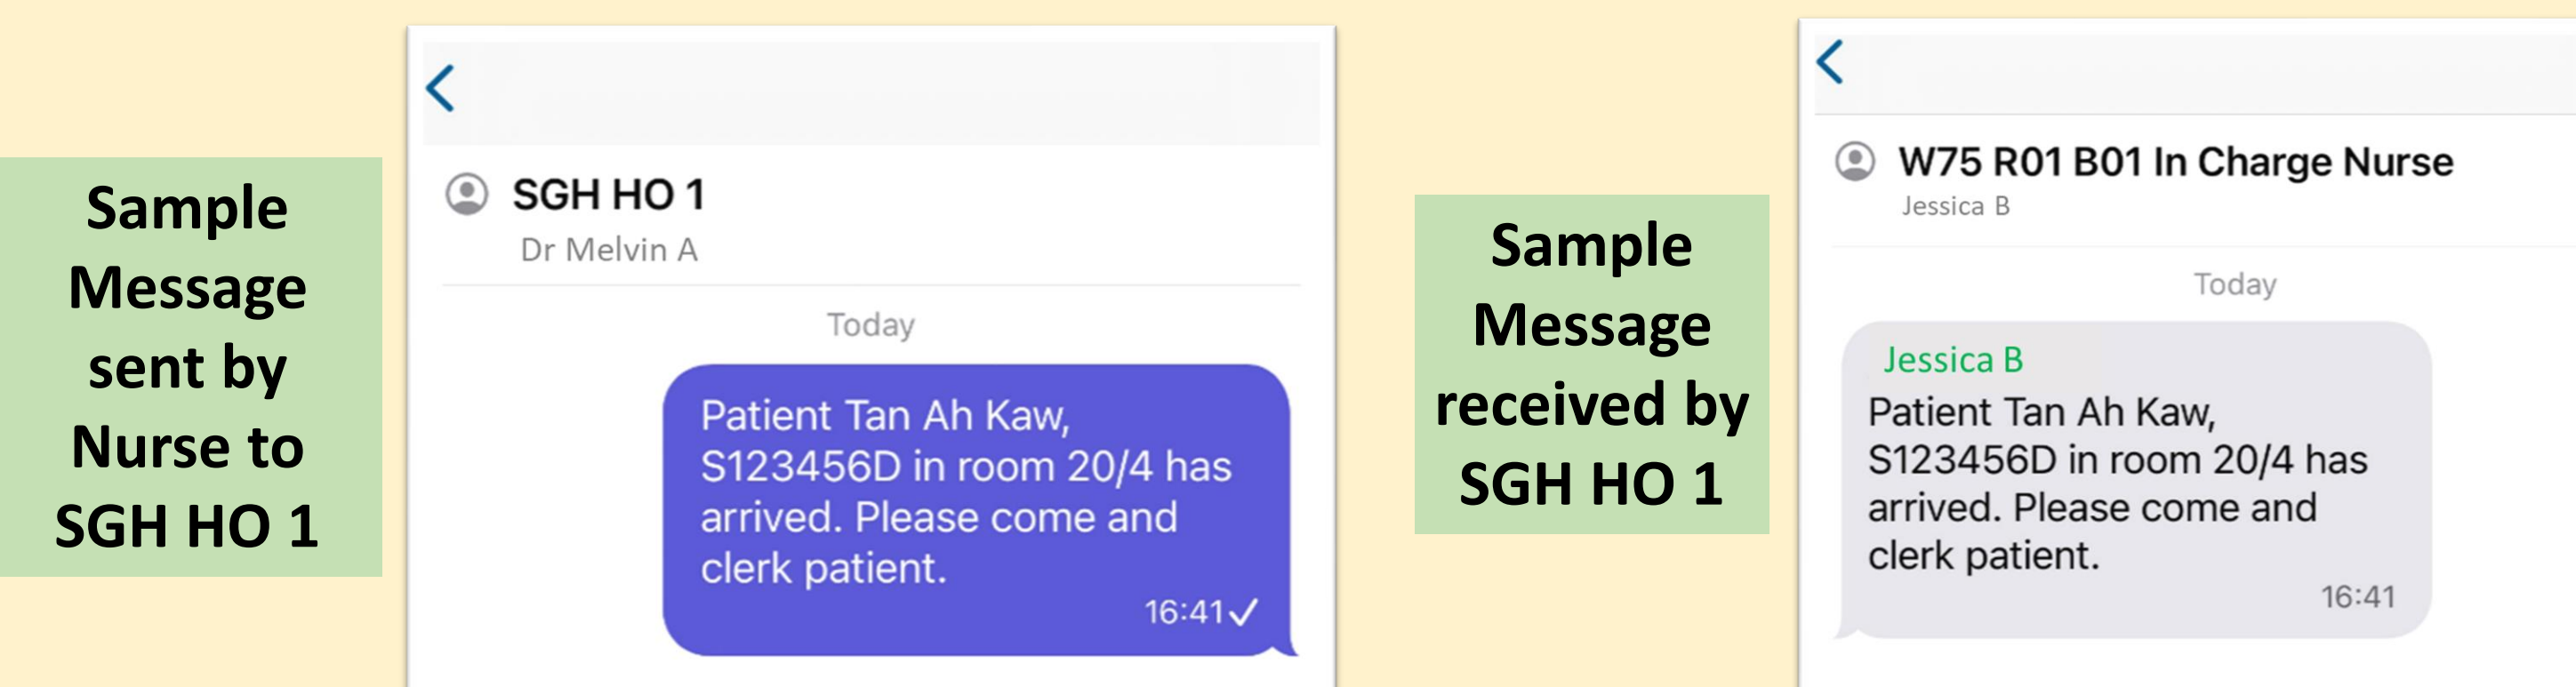 Sample
Message
sent by
Nurse to
SGH HO 1
SGH HO 1
Dr Melvin A
Today
Patient Tan Ah Kaw,
S123456D in room 20/4 has
arrived. Please come and
clerk patient.
16:41✓
Sample
Message
received by
SGH HO 1
W75 R01 B01 In Charge Nurse
Jessica B
Today
Jessica B
Patient Tan Ah Kaw,
S123456D in room 20/4 has
arrived. Please come and
clerk patient.
16:41